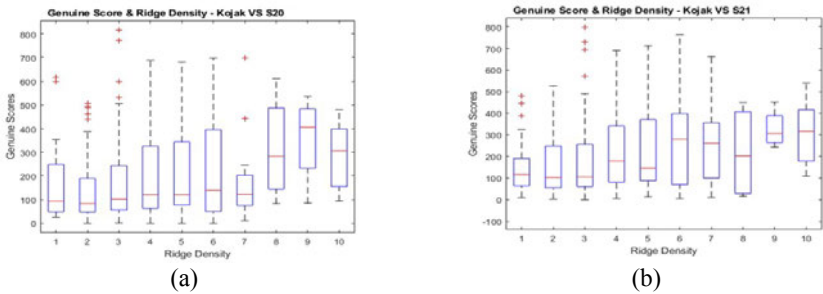 Genuine Score & Ridge Density - Kojak VS S20
800
700
600
500
400
300
200
100
0
Genuine Scores
1 2 3 4 5 6 7 8 9 10
Ridge Density
(a)
Genuine Score & Ridge Density - Kojak VS S21
800
700
600
500
400
300
200
100
0
-100
Genuine Scores
1 2 3 4 5 6 7 8 9 10
Ridge Density
(b)